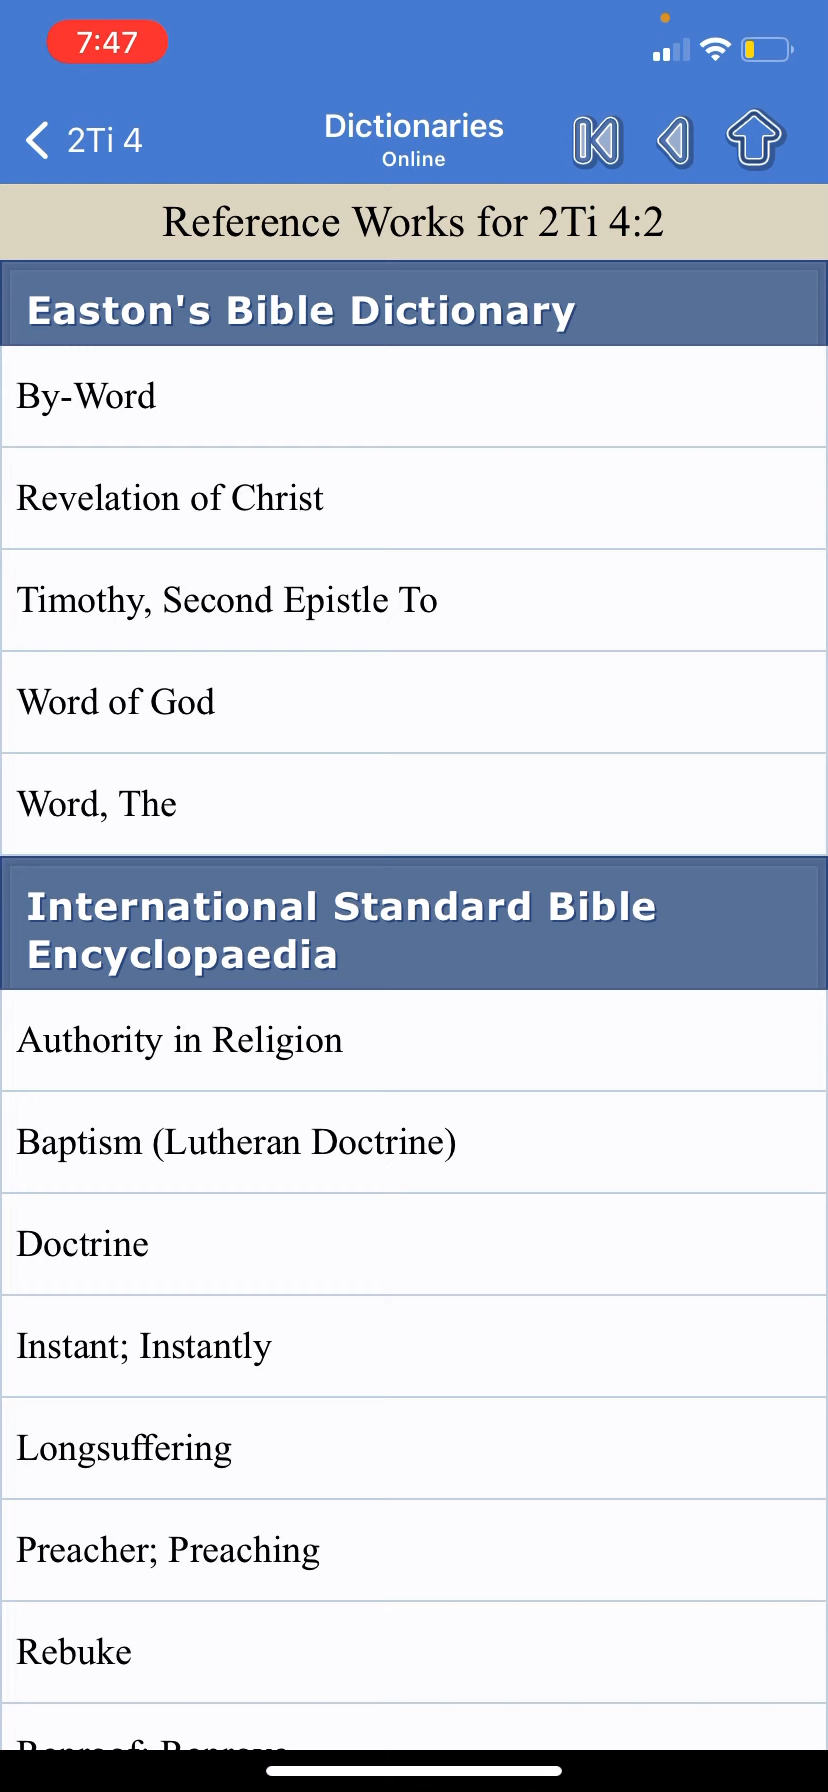 7:47
2Ti 4
Dictionaries
Online
Reference Works for 2Ti 4:2
Easton's Bible Dictionary
By-Word
Revelation of Christ
Timothy, Second Epistle To
Word of God
Word, The
International Standard Bible
Encyclopaedia
Authority in Religion
Baptism (Lutheran Doctrine)
Doctrine
Instant; Instantly
Longsuffering
Preacher; Preaching
Rebuke